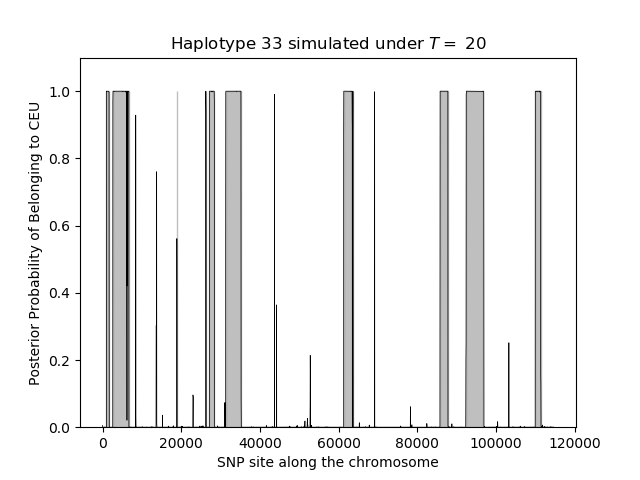 Haplotype 33 simulated under T = 20
Posterior Probability of Belonging to CEU
1.0
0.8
0.6
0.4
0.2
0.0
0 20000 40000 60000 80000 100000 120000
SNP site along the chromosome